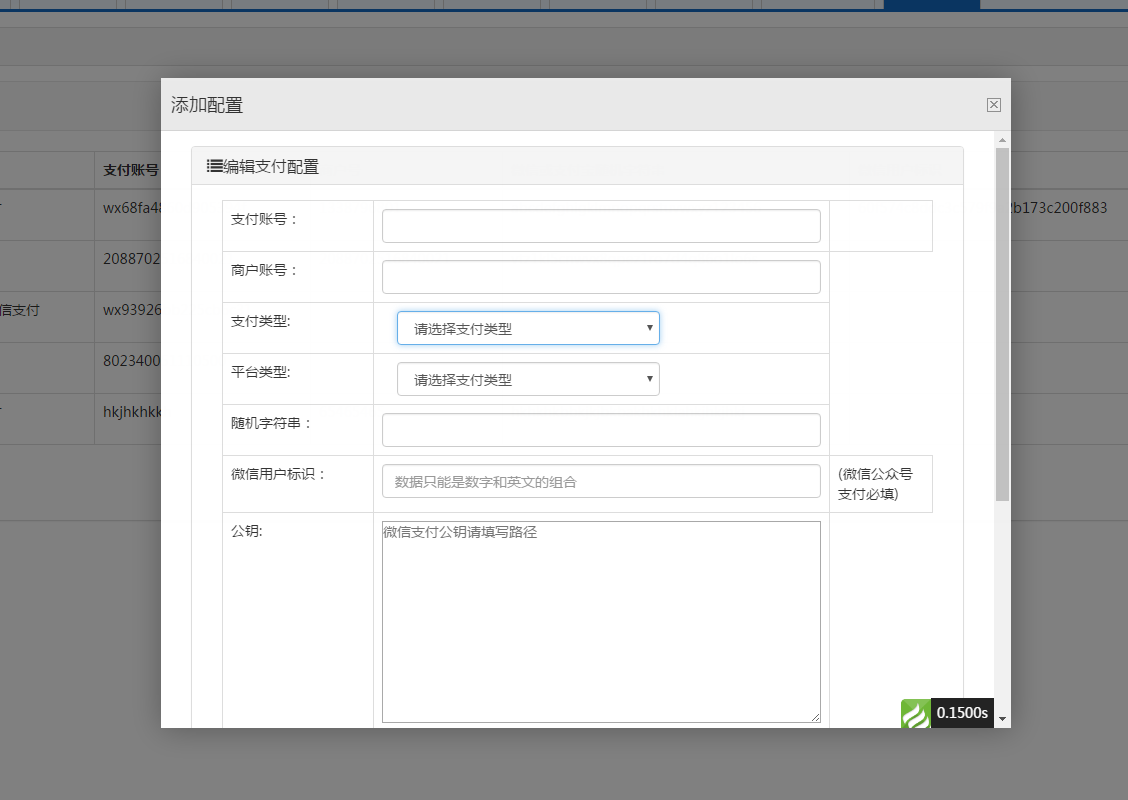 添加配置
编辑支付配置
支付账号
支付账号：
wx68fa48
2b173c200f883
商户账号：
2088702
支付类型:
请选择支付类型
信支付
wx93926
平台类型:
请选择支付类型
8023400
随机字符串：
hkjhkhkk
微信用户标识：
数据只能是数字和英文的组合
(微信公众号
支付必填)
公钥:
微信支付公钥请填写路径
0.1500s